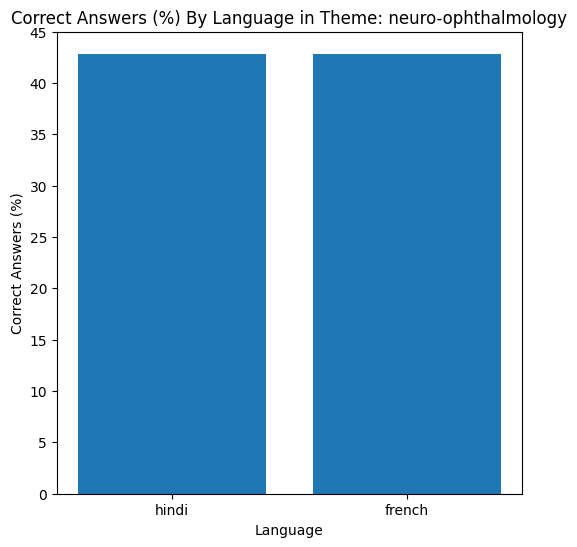 Correct Answers (%) By Language in Theme: neuro-ophthalmology
45
40
35
30
25
20
15
10
5
0
Correct Answers (%)
hindi
french
Language